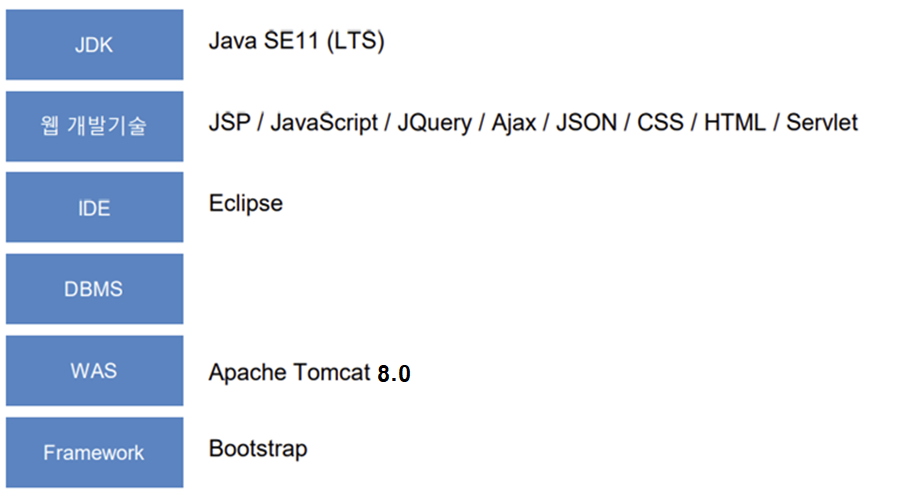 JDK Java SE11 (LTS)
웹 개발기술 JSP / JavaScript / JQuery / Ajax / JSON / CSS / HTML / Servlet
IDE Eclipse
DBMS
WAS Apache Tomcat 8.0
Framework Bootstrap